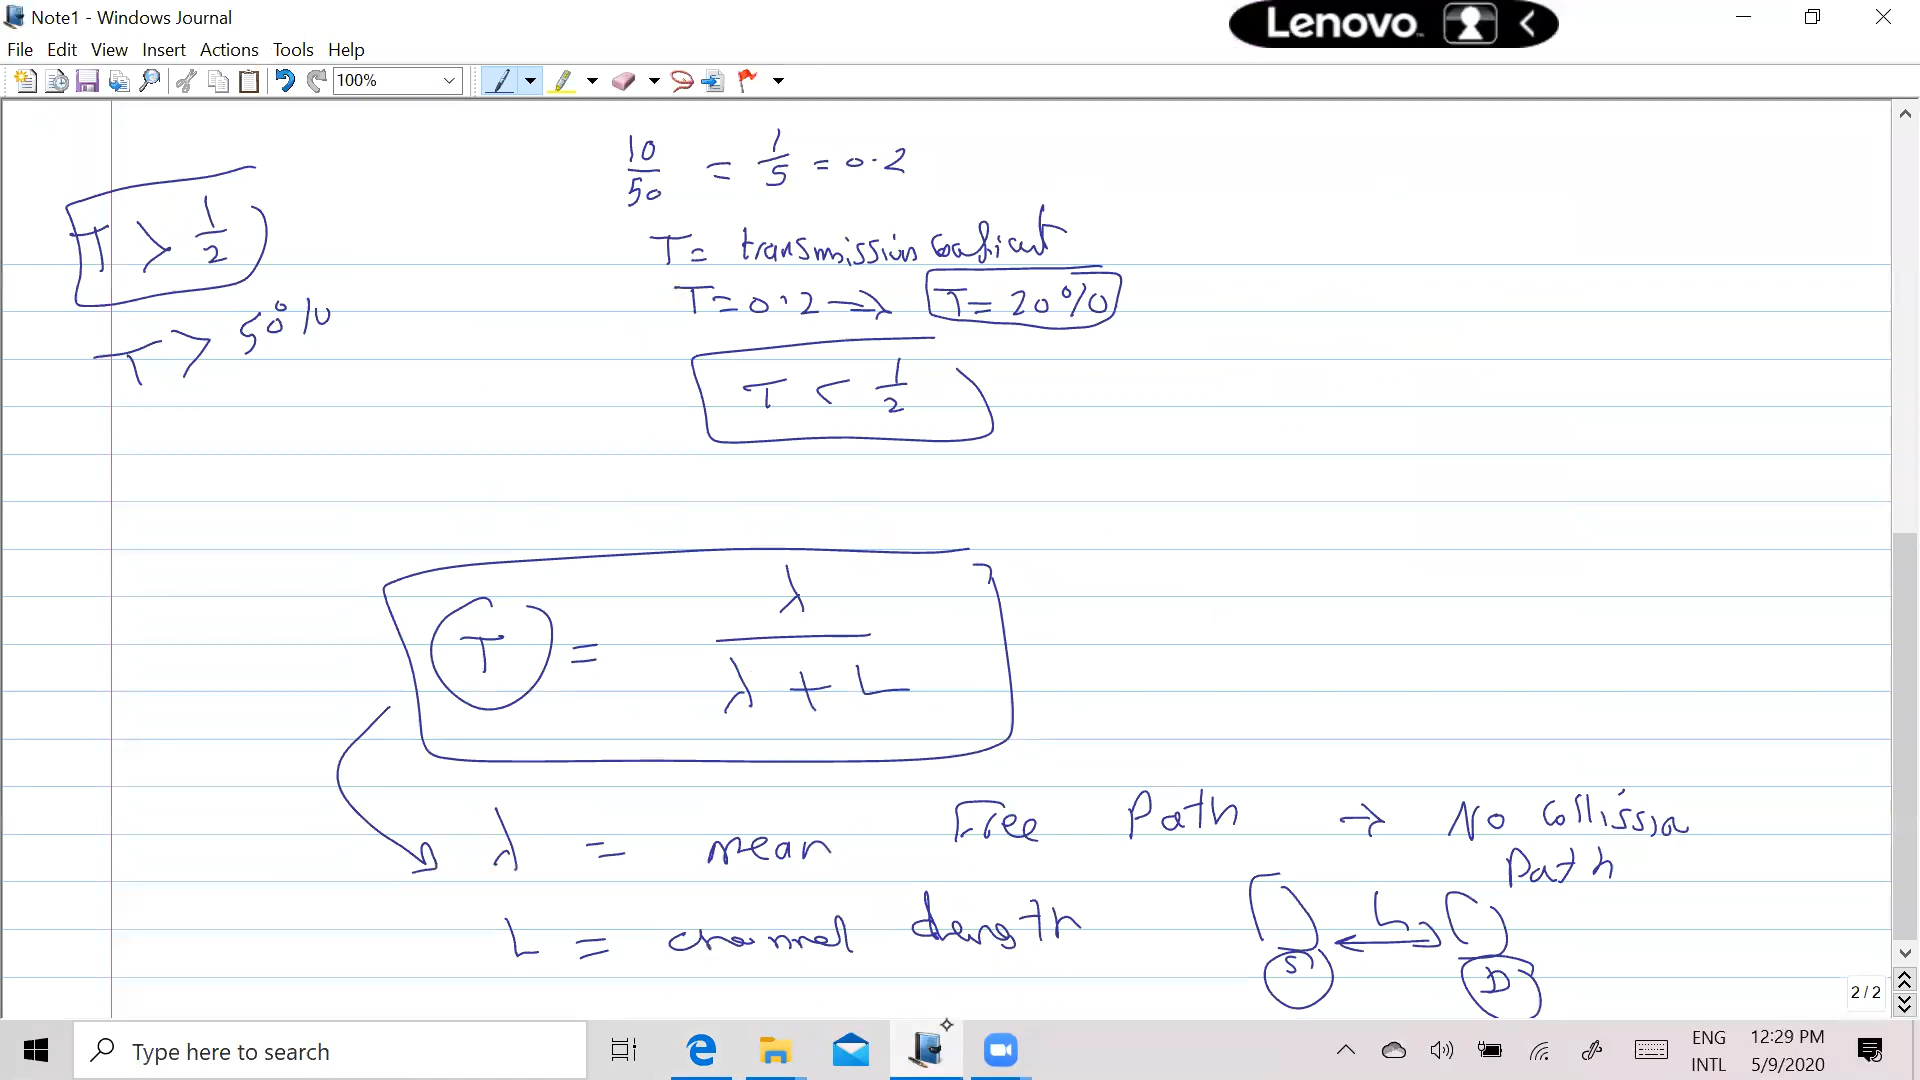 Note1 - Windows Journal
Lenovo
File Edit View Insert Actions Tools Help
100%
10/50 = 1/5 = 0.2
T > 1/2
T = transmission
T = 0.2 ⇒ T = 20%
T > 50%
T < 1/2
T = λ / (λ + L)
λ = mean Free Path → No Collission
Path
L = channel length
L
S D
2 / 2
Type here to search
ENG 12:29 PM
INTL 5/9/2020